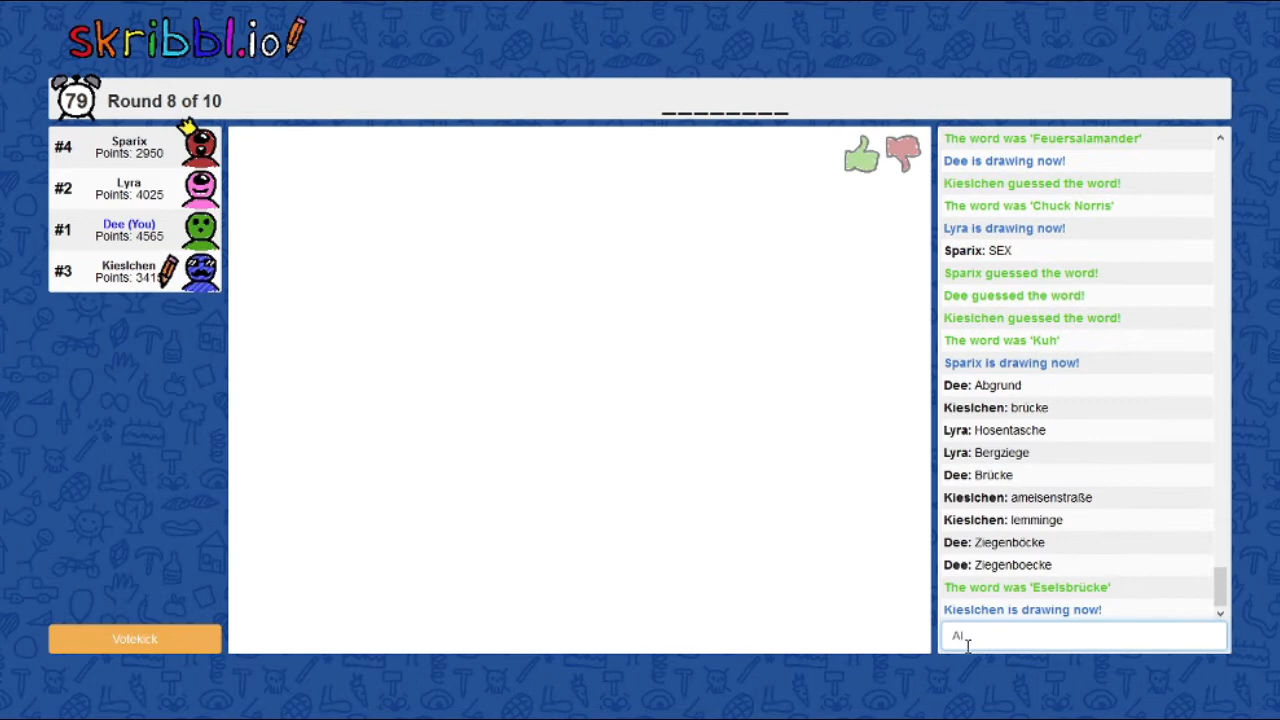 skribbl.io
79
Round 8 of 10
________
#4
Sparix
Points: 2950
#2
Lyra
Points: 4025
#1
Dee (You)
Points: 4565
#3
Kieslchen
Points: 3415
Votekick
The word was 'Feuersalamander'
Dee is drawing now!
Kieslchen guessed the word!
The word was 'Chuck Norris'
Lyra is drawing now!
Sparix: SEX
Sparix guessed the word!
Dee guessed the word!
Kieslchen guessed the word!
The word was 'Kuh'
Sparix is drawing now!
Dee: Abgrund
Kieslchen: brücke
Lyra: Hosentasche
Lyra: Bergziege
Dee: Brücke
Kieslchen: ameisenstraße
Kieslchen: lemminge
Dee: Ziegenböcke
Dee: Ziegenboecke
The word was 'Eselsbrücke'
Kieslchen is drawing now!
Al